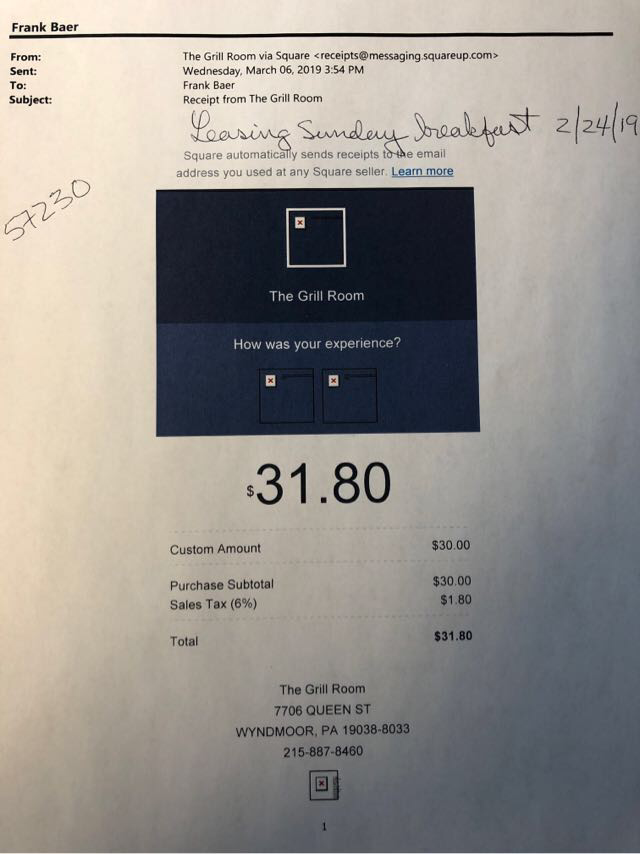 Frank Baer
From: The Grill Room via Square <receipts@messaging.squareup.com>
Sent: Wednesday, March 06, 2019 3:54 PM
To: Frank Baer
Subject: Receipt from The Grill Room
Leasing Sunday breakfast 2/24/19
Square automatically sends receipts to the email
address you used at any Square seller. Learn more
57230
The Grill Room
How was your experience?
$31.80
Custom Amount $30.00
Purchase Subtotal $30.00
Sales Tax (6%) $1.80
Total $31.80
The Grill Room
7706 QUEEN ST
WYNDMOOR, PA 19038-8033
215-887-8460
1